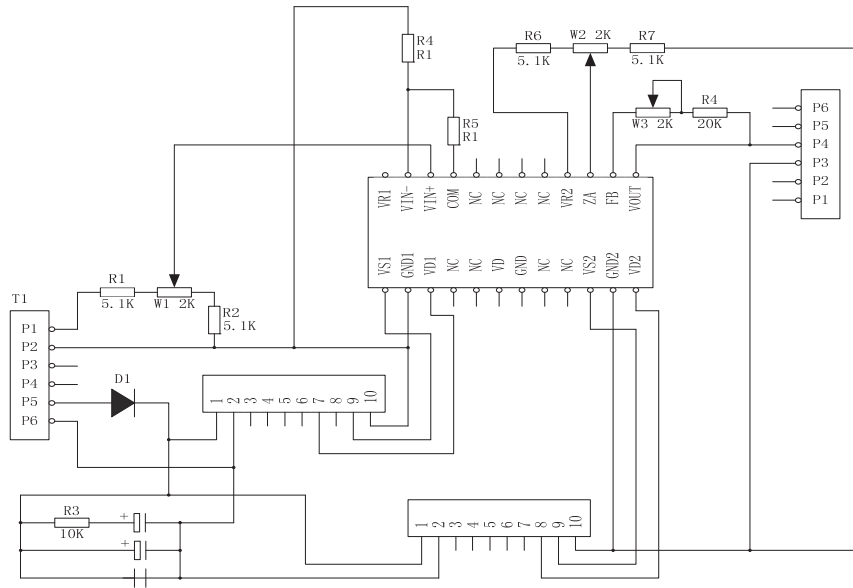 R4
R1
R6
5.1K
W2 2K
R7
5.1K
R5
R1
W3 2K
R4
20K
P6
P5
P4
P3
P2
P1
VR1
VIN-
VIN+
COM
NC
NC
NC
NC
VR2
ZA
FB
VOUT
VS1
GND1
VD1
NC
NC
VD
GND
NC
NC
VS2
GND2
VD2
R1
5.1K
W1 2K
R2
5.1K
T1
P1
P2
P3
P4
P5
P6
D1
1
2
3
4
5
6
7
8
9
10
R3
10K
+
+
1
2
3
4
5
6
7
8
9
10